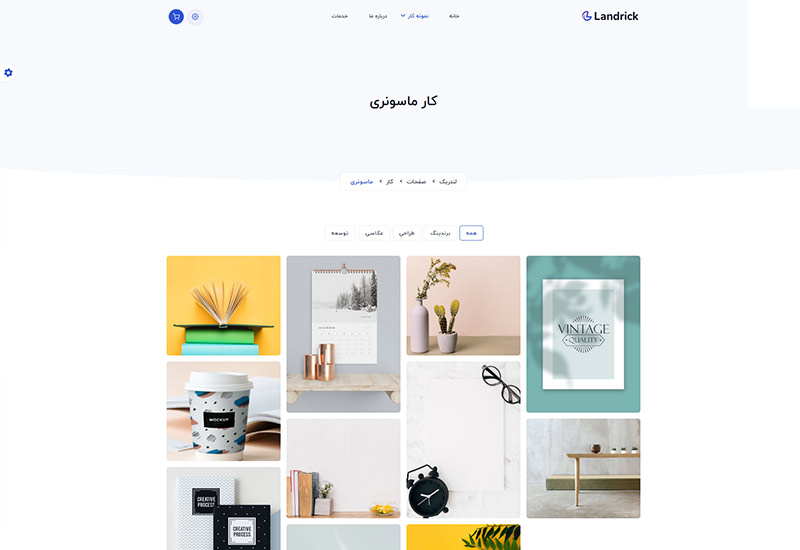 Landrick
خانه
نمونه کار
درباره ما
خدمات
کار ماسونری
لندریک › صفحات › کار › ماسونری
همه
برندینگ
طراحی
عکاسی
توسعه
VINTAGE
QUALITY
MOCKUP
CREATIVE
PROCESS
CREATIVE
PROCESS